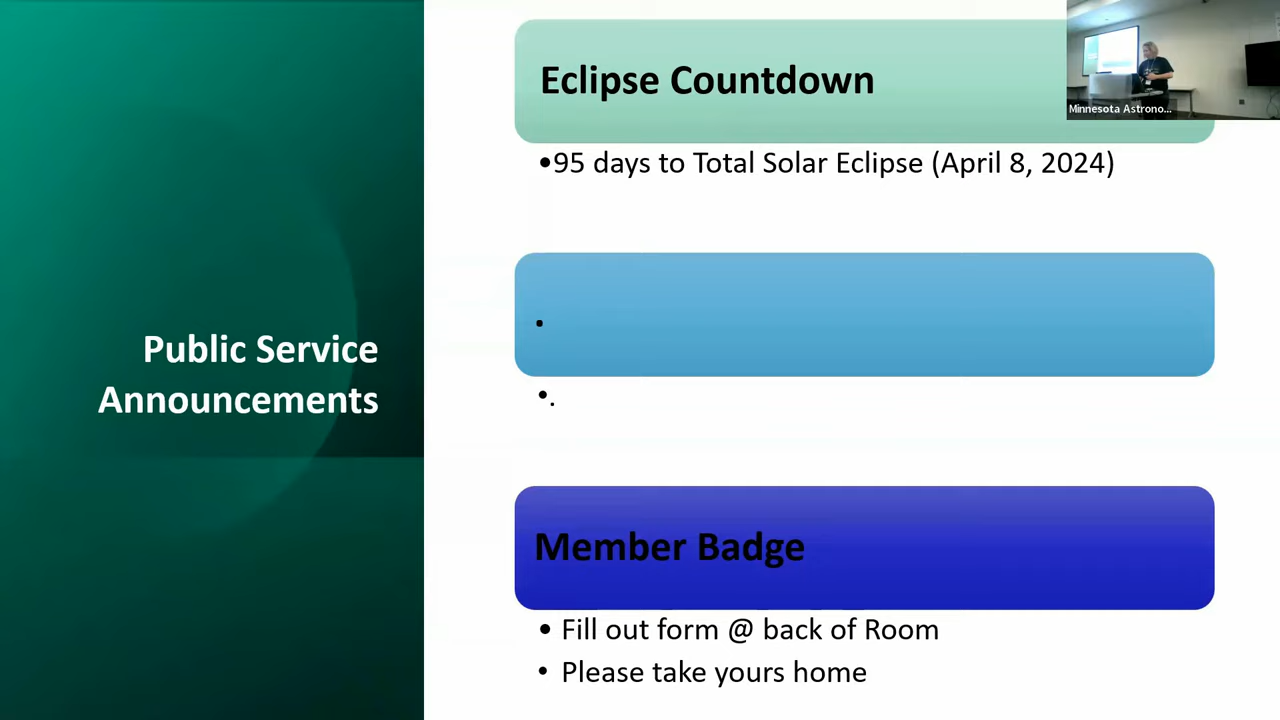 Public Service
Announcements
Eclipse Countdown
•95 days to Total Solar Eclipse (April 8, 2024)
.
•.
Member Badge
• Fill out form @ back of Room
• Please take yours home
Minnesota Astrono...